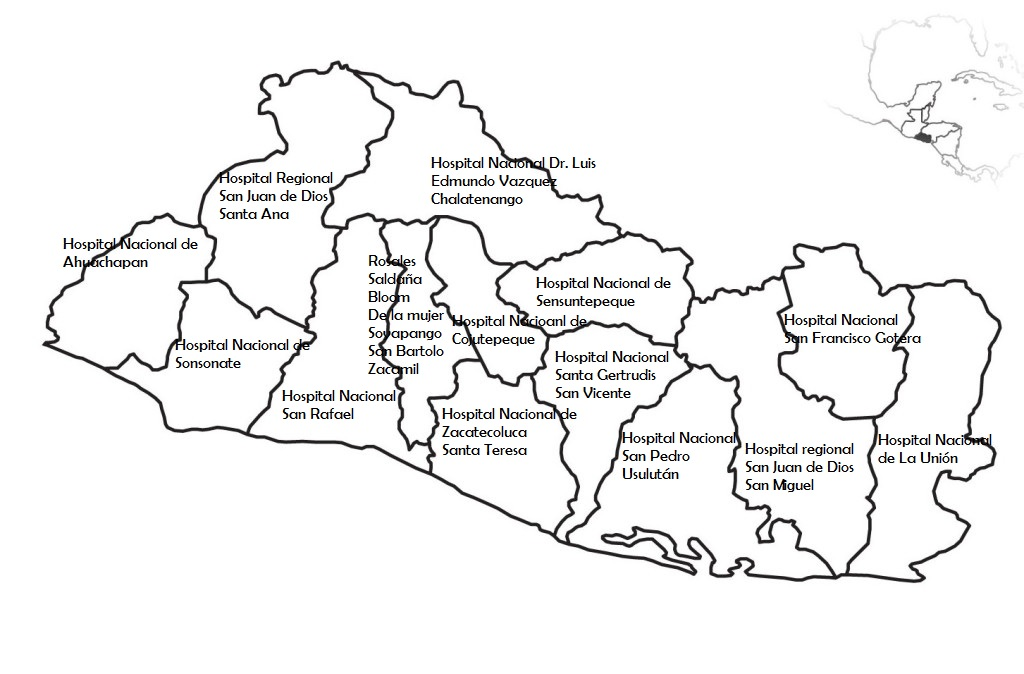 Hospital Nacional Dr. Luis
Edmundo Vazquez
Chalatenango
Hospital Regional
San Juan de Dios
Santa Ana
Hospital Nacional de
Ahuachapan
Rosales
Saldaña
Bloom
De la mujer
Soyapango
San Bartolo
Zacamil
Hospital Nacional de
Sensuntepeque
Hospital Nacioanl de
Cojutepeque
Hospital Nacional
San Francisco Gotera
Hospital Nacional de
Sonsonate
Hospital Nacional
Santa Gertrudis
San Vicente
Hospital Nacional
San Rafael
Hospital Nacional de
Zacatecoluca
Santa Teresa
Hospital Nacional
San Pedro
Usulután
Hospital regional
San Juan de Dios
San Miguel
Hospital Nacional
de La Unión